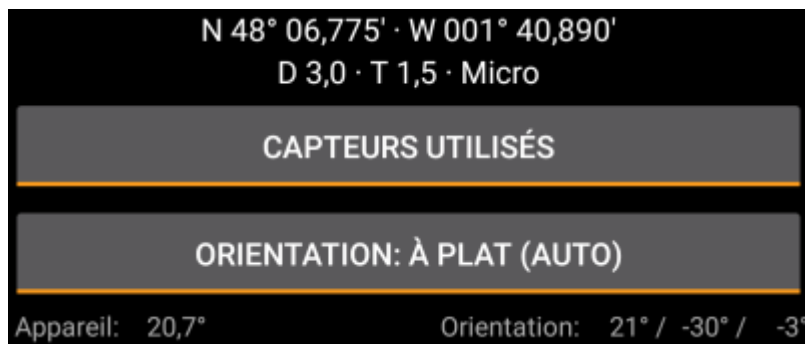 N 48° 06,775' · W 001° 40,890'
D 3,0 · T 1,5 · Micro
CAPTEURS UTILISÉS
ORIENTATION: À PLAT (AUTO)
Appareil: 20,7° Orientation: 21° / -30° / -3°